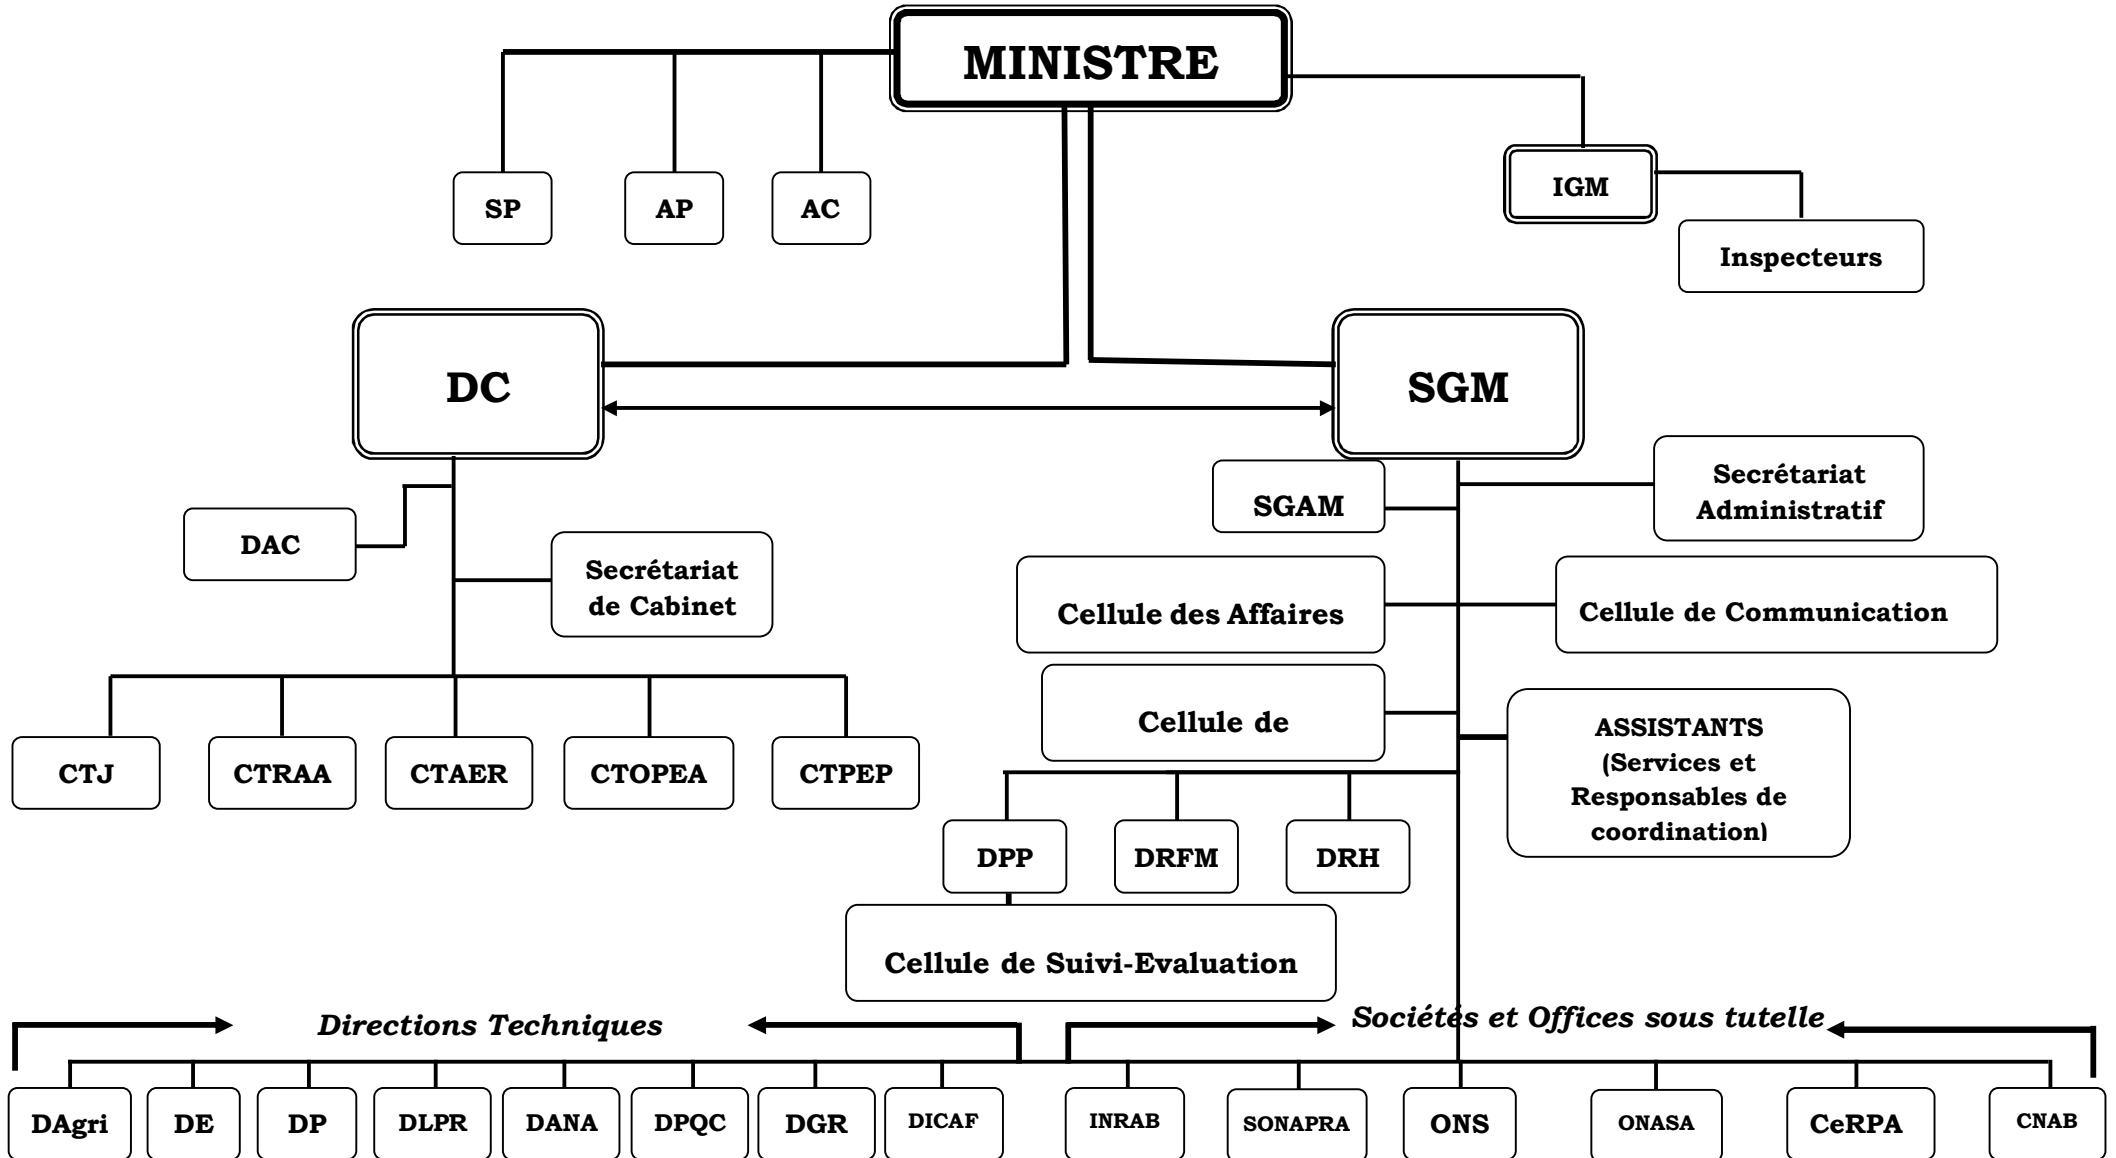 MINISTRE
SP
AP
AC
IGM
Inspecteurs
DC
SGM
SGAM
Secrétariat
Administratif
DAC
Secrétariat
de Cabinet
Cellule des Affaires
Cellule de Communication
Cellule de
ASSISTANTS
(Services et
Responsables de
coordination)
CTJ
CTRAA
CTAER
CTOPEA
CTPEP
DPP
DRFM
DRH
Cellule de Suivi-Evaluation
Directions Techniques
Sociétés et Offices sous tutelle
DAgri
DE
DP
DLPR
DANA
DPQC
DGR
DICAF
INRAB
SONAPRA
ONS
ONASA
CeRPA
CNAB